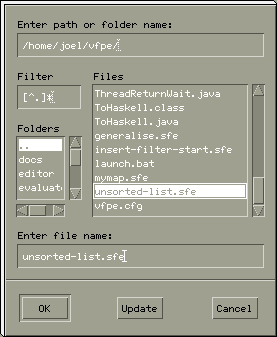 Enter path or folder name:
/home/joel/vfpe/
Filter
[^.]*
Files
ThreadReturnWait.java
ToHaskell.class
ToHaskell.java
generalise.sfe
insert-filter-start.sfe
launch.bat
mymap.sfe
unsorted-list.sfe
vfpe.cfg
Folders
..
docs
editor
evaluate
Enter file name:
unsorted-list.sfe
OK
Update
Cancel